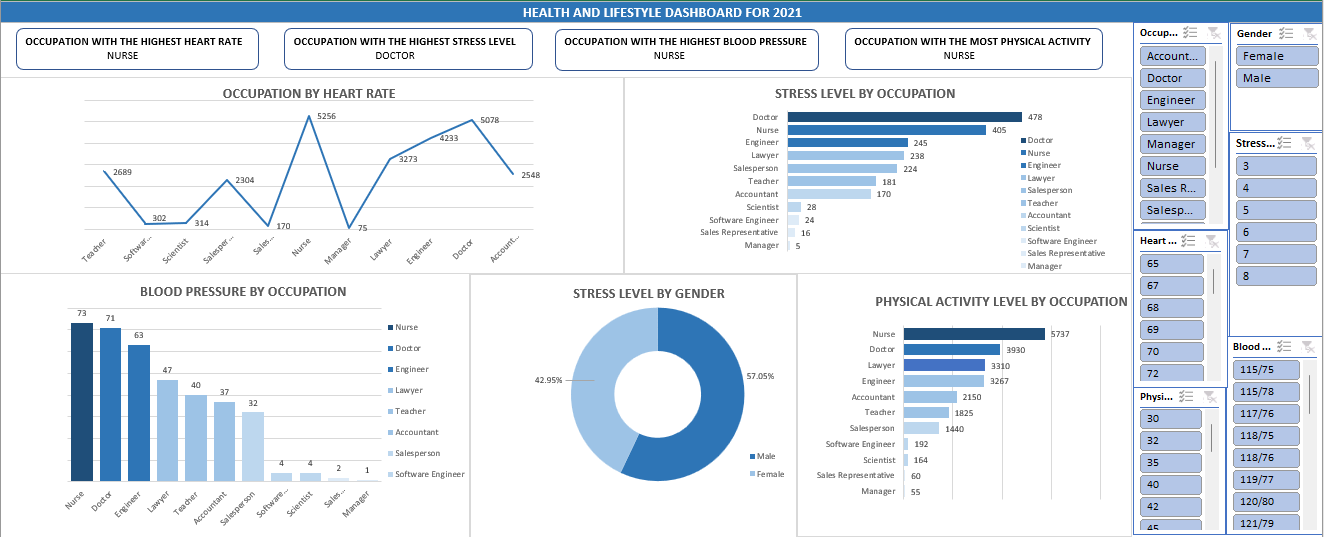 HEALTH AND LIFESTYLE DASHBOARD FOR 2021
OCCUPATION WITH THE HIGHEST HEART RATE
NURSE
OCCUPATION WITH THE HIGHEST STRESS LEVEL
DOCTOR
OCCUPATION WITH THE HIGHEST BLOOD PRESSURE
NURSE
OCCUPATION WITH THE MOST PHYSICAL ACTIVITY
NURSE
OCCUPATION BY HEART RATE
2689
302
314
2304
170
5256
75
3273
4233
5078
2548
Teacher
Softwar...
Scientist
Salesper...
Sales...
Nurse
Manager
Lawyer
Engineer
Doctor
Account...
STRESS LEVEL BY OCCUPATION
Doctor 478
Nurse 405
Engineer 245
Lawyer 238
Salesperson 224
Teacher 181
Accountant 170
Scientist 28
Software Engineer 24
Sales Representative 16
Manager 5
Doctor
Nurse
Engineer
Lawyer
Salesperson
Teacher
Accountant
Scientist
Software Engineer
Sales Representative
Manager
BLOOD PRESSURE BY OCCUPATION
73
71
63
47
40
37
32
4
4
2
1
Nurse
Doctor
Engineer
Lawyer
Teacher
Accountant
Salesperson
Software...
Scientist
Sales...
Manager
Nurse
Doctor
Engineer
Lawyer
Teacher
Accountant
Salesperson
Software Engineer
STRESS LEVEL BY GENDER
42.95%
57.05%
Male
Female
PHYSICAL ACTIVITY LEVEL BY OCCUPATION
Nurse 5737
Doctor 3930
Lawyer 3310
Engineer 3267
Accountant 2150
Teacher 1825
Salesperson 1440
Software Engineer 192
Scientist 164
Sales Representative 60
Manager 55
Occup...
Account...
Doctor
Engineer
Lawyer
Manager
Nurse
Sales R...
Salesp...
Gender
Female
Male
Stress...
3
4
5
6
7
8
Heart ...
65
67
68
69
70
72
Physi...
30
32
35
40
42
45
Blood ...
115/75
115/78
117/76
118/75
118/76
119/77
120/80
121/79